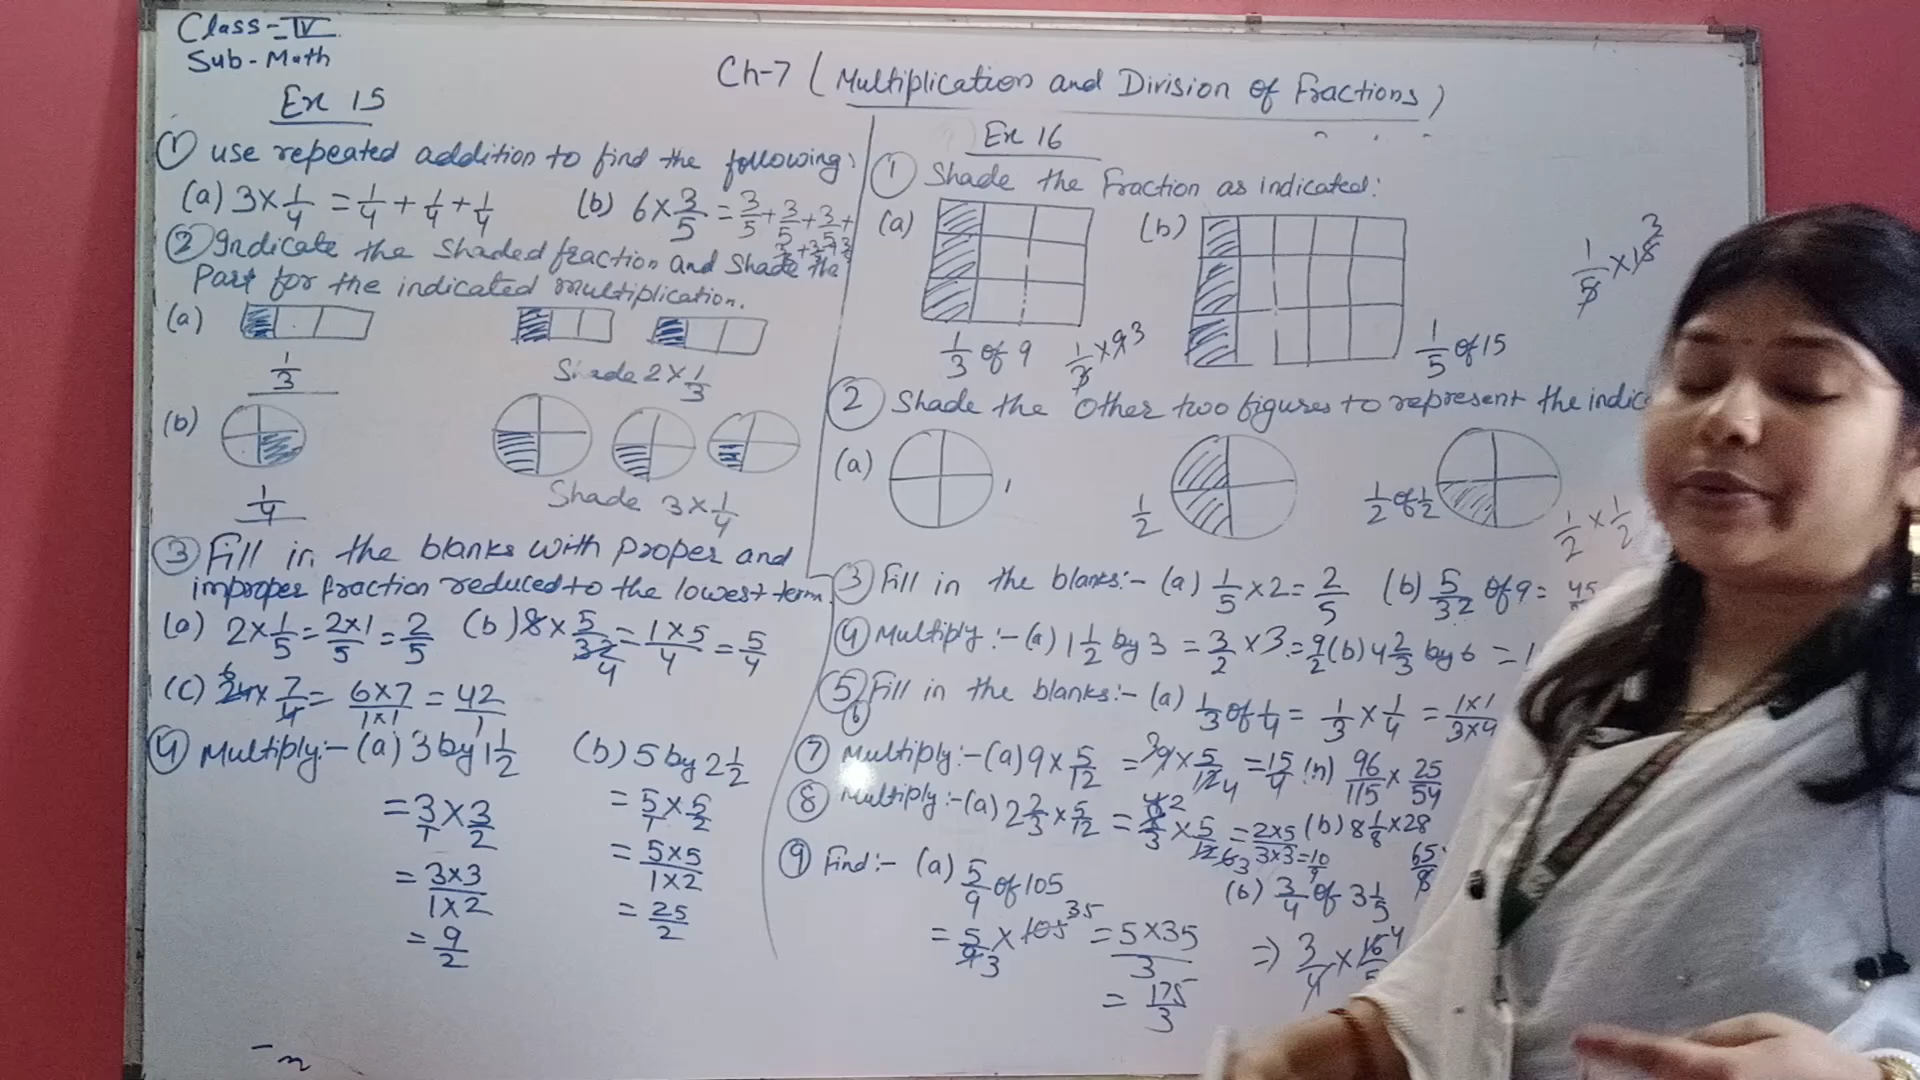 Class-IV
Sub-Math
Ch-7 (Multiplication and Division of Fractions)
Ex 15
① use repeated addition to find the following:
(a) 3×1/4 = 1/4 + 1/4 + 1/4 (b) 6×3/5 = 3/5 + 3/5 + 3/5 +
3/5 + 3/5 + 3/5
② Indicate the shaded fraction and shade the
Part for the indicated multiplication.
(a)
1/3 Shade 2×1/3
(b)
1/4 Shade 3×1/4
③ Fill in the blanks with proper and
improper fraction reduced to the lowest term.
(a) 2×1/5 = 2×1/5 = 2/5 (b) 8×5/32 4 = 1×5/4 = 5/4
(c) 6 24×7/4 = 6×7/1×1 = 42/1
④ Multiply:- (a) 3 by 1 1/2 (b) 5 by 2 1/2
= 3/1 × 3/2 = 5/1 × 5/2
= 3×3/1×2 = 5×5/1×2
= 9/2 = 25/2
Ex 16
① Shade the Fraction as indicated:
(a) (b) 1/5 × 15 3
1/3 of 9 1/3 × 9 3 1/5 of 15
② Shade the other two figures to represent the
(a) 1 1/2 1/2 of 1/2 1/2 × 1/2
③ Fill in the blanks:- (a) 1/5 × 2 = 2/5 (b) 5/32 of 9 = 45
④ Multiply:- (a) 1 1/2 by 3 = 3/2 × 3 = 9/2 (b) 4 2/3 by 6 = 1
⑤ Fill in the blanks:- (a) 1/3 of 1/4 = 1/3 × 1/4 = 1×1/3×4
⑥
⑦ Multiply:- (a) 9×5/12 = 3 9×5/12 4 = 15/4 (n) 96/115 × 25/54
⑧ Multiply:- (a) 2 2/3 × 5/12 = 8/3 × 5/12 = 2×5/3×3 = 10/9 (b) 8 1/8 × 28
65/8
⑨ Find:- (a) 5/9 of 105 (b) 3/4 of 3 1/5
= 5/9 3 × 105 35 = 5×35/3 ⇒ 3/4 × 16 4
= 175/3